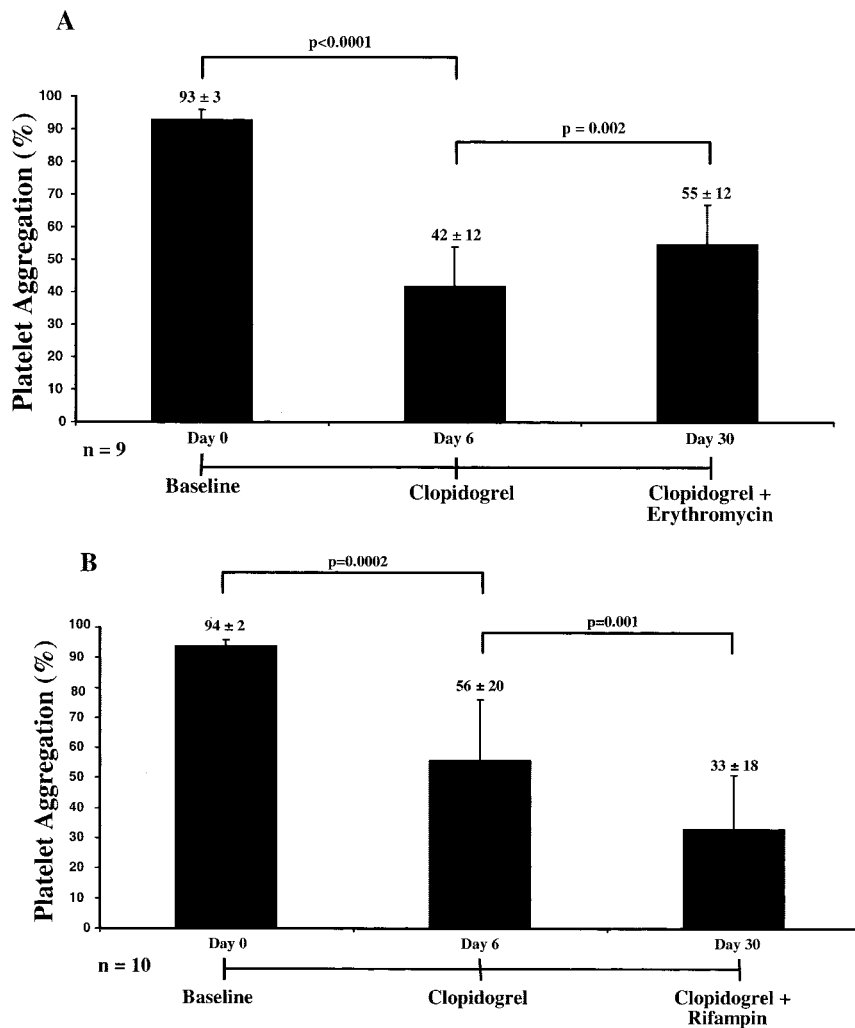 A
p<0.0001
93 ± 3
p = 0.002
55 ± 12
42 ± 12
Platelet Aggregation (%)
100
90
80
70
60
50
40
30
20
10
0
Day 0 Day 6 Day 30
n = 9
Baseline Clopidogrel Clopidogrel +
Erythromycin
B
p=0.0002
94 ± 2
p=0.001
56 ± 20
33 ± 18
Platelet Aggregation (%)
100
90
80
70
60
50
40
30
20
10
0
Day 0 Day 6 Day 30
n = 10
Baseline Clopidogrel Clopidogrel +
Rifampin